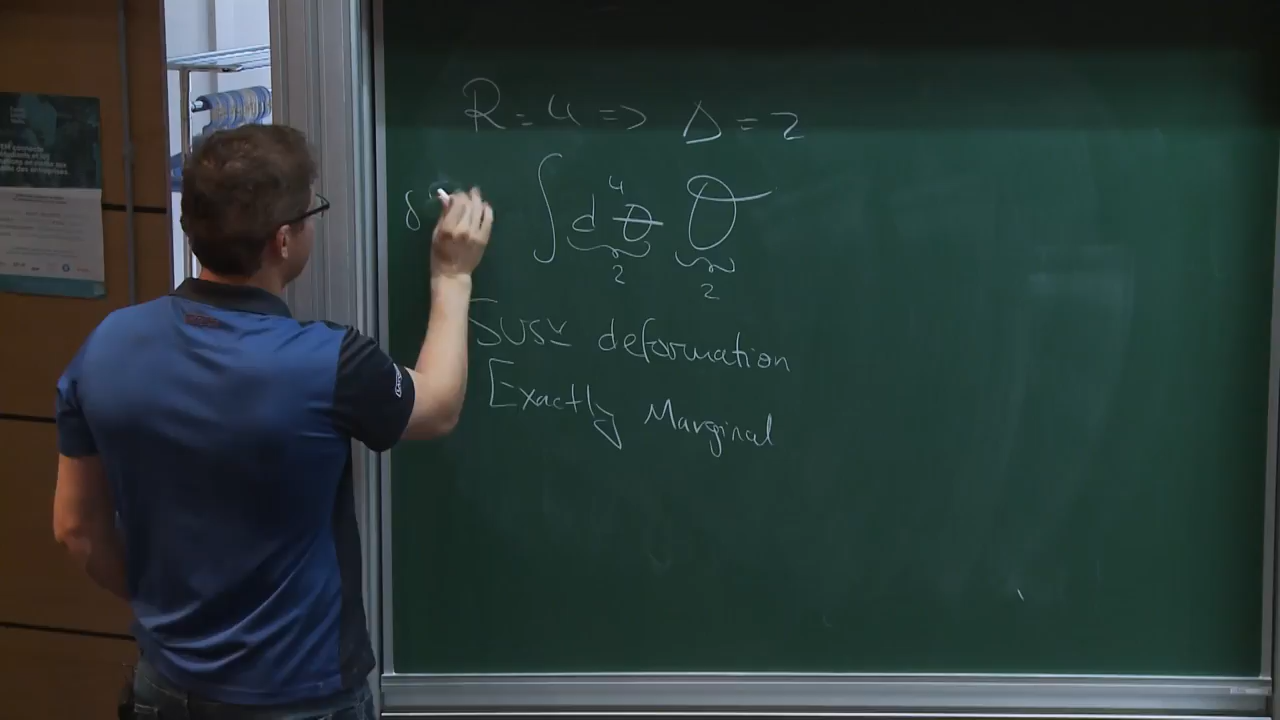 R = 4 => Δ = 2
δ ∫ d⁴θ O
2 2
SUSY deformation
Exactly Marginal